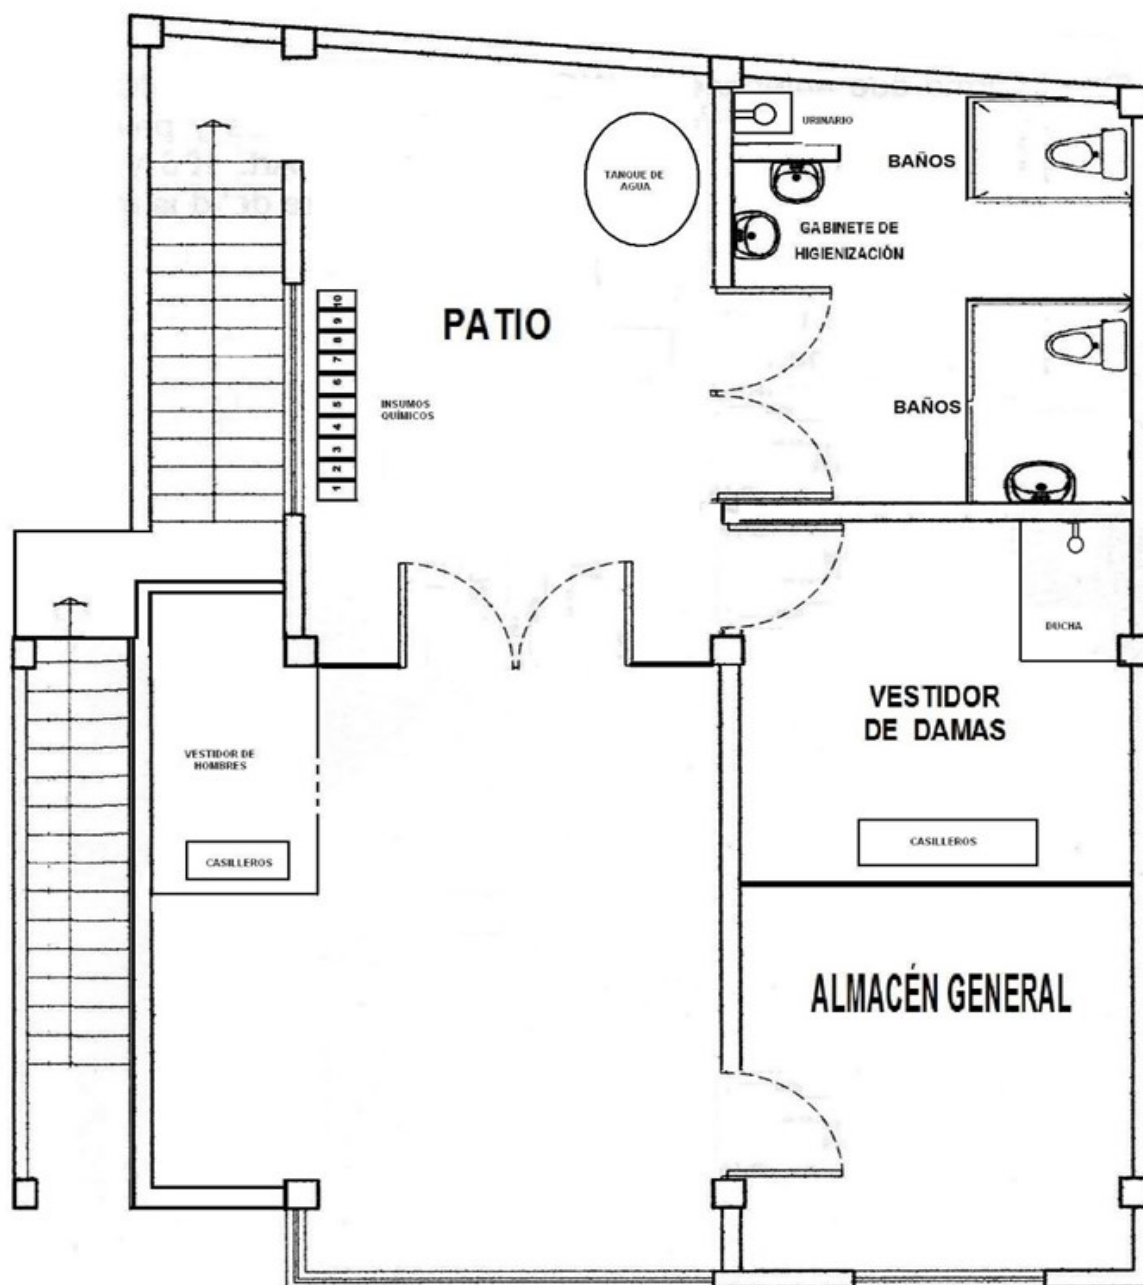 URINARIO
BAÑOS
TANQUE DE
AGUA
GABINETE DE
HIGIENIZACIÓN
PATIO
10
9
8
7
6
5
4
3
2
1
INSUMOS
QUÍMICOS
BAÑOS
DUCHA
VESTIDOR
DE DAMAS
VESTIDOR DE
HOMBRES
CASILLEROS
CASILLEROS
ALMACÉN GENERAL